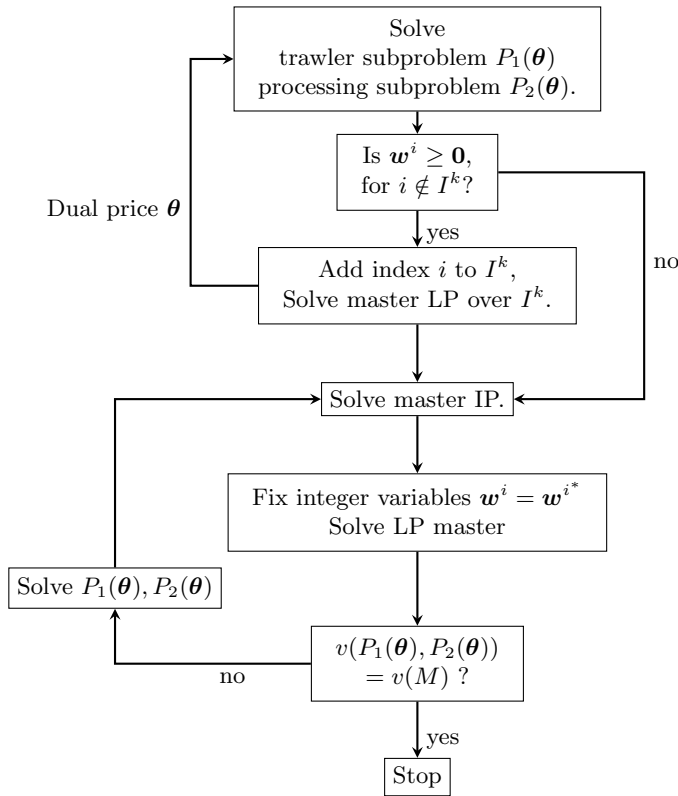 Solve
trawler subproblem P₁(θ)
processing subproblem P₂(θ).
Is wⁱ ≥ 0,
for i ∉ Iᵏ?
Dual price θ
yes
no
Add index i to Iᵏ,
Solve master LP over Iᵏ.
Solve master IP.
Fix integer variables wⁱ = wⁱ*
Solve LP master
Solve P₁(θ), P₂(θ)
v(P₁(θ), P₂(θ))
= v(M) ?
no
yes
Stop